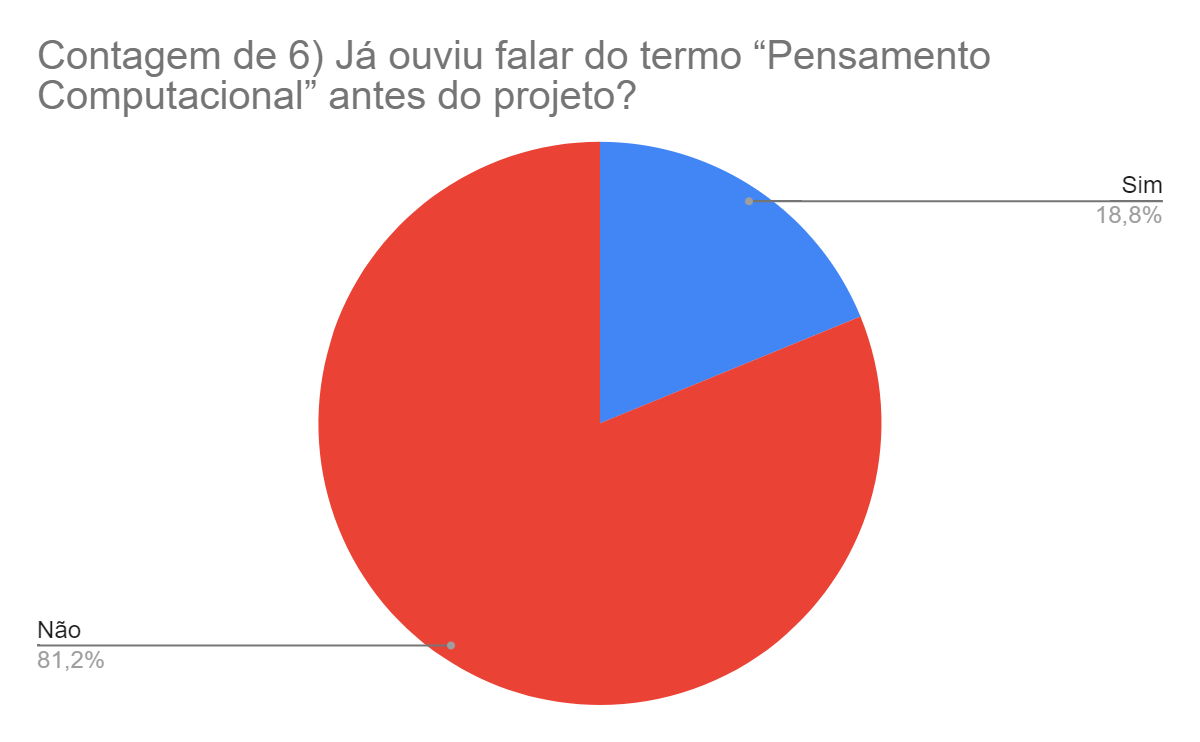 Contagem de 6) Já ouviu falar do termo “Pensamento
Computacional” antes do projeto?
Sim
18,8%
Não
81,2%